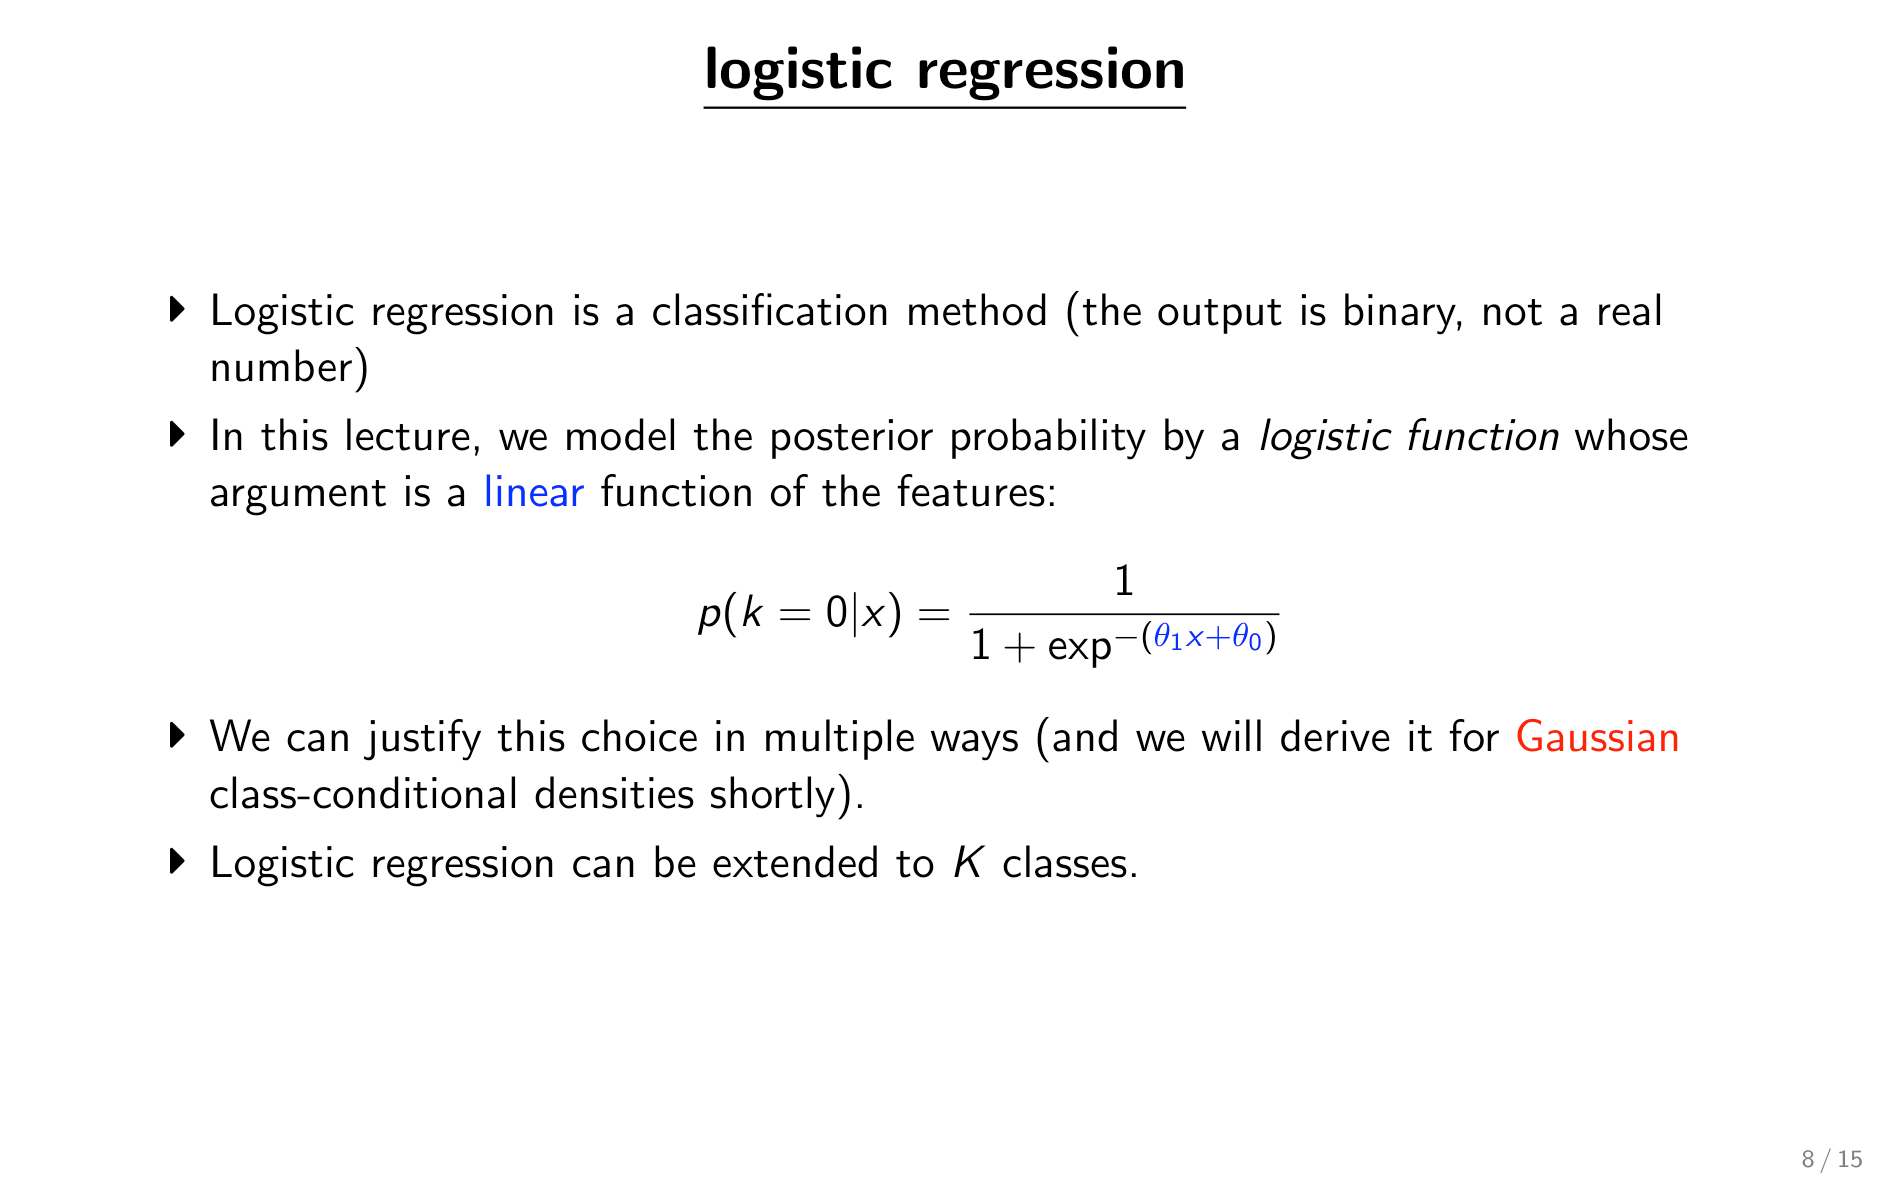 logistic regression
Logistic regression is a classification method (the output is binary, not a real
number)
In this lecture, we model the posterior probability by a logistic function whose
argument is a linear function of the features:
p(k = 0|x) = 1 / (1 + exp^−(θ₁x+θ₀))
We can justify this choice in multiple ways (and we will derive it for Gaussian
class-conditional densities shortly).
Logistic regression can be extended to K classes.
8 / 15